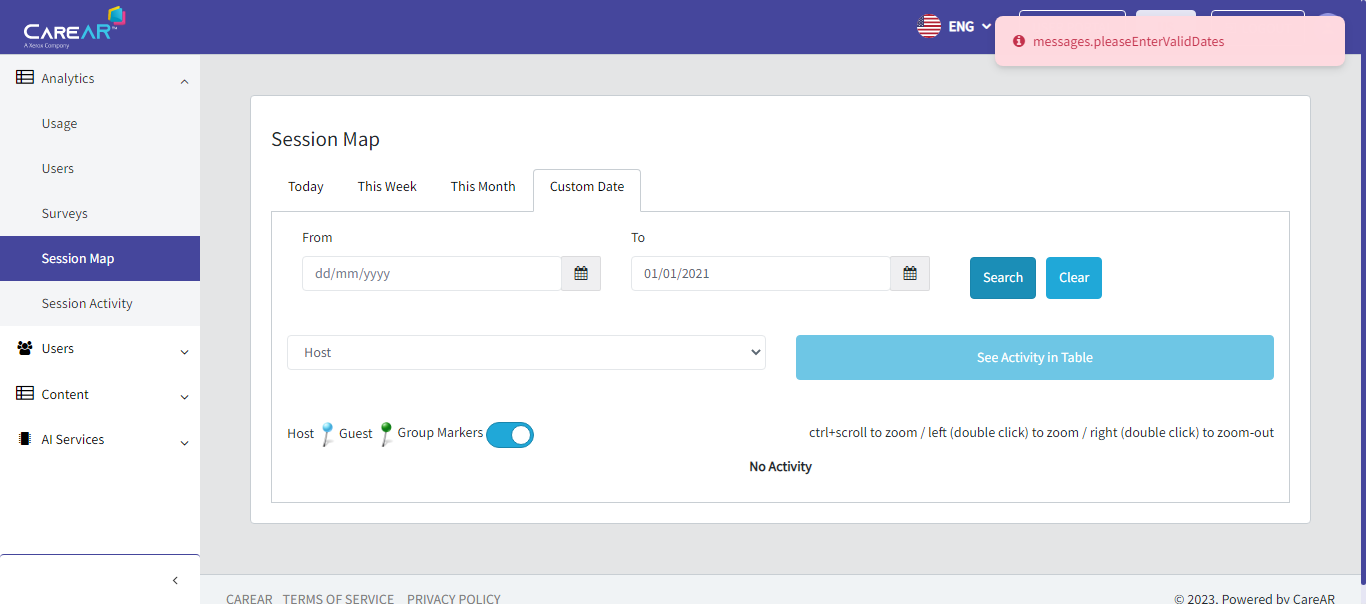 CAREAR™
A Xerox Company
ENG
messages.pleaseEnterValidDates
Analytics
Usage
Users
Surveys
Session Map
Session Activity
Users
Content
AI Services
Session Map
Today This Week This Month Custom Date
From To
dd/mm/yyyy 01/01/2021 Search Clear
Host See Activity in Table
Host Guest Group Markers ctrl+scroll to zoom / left (double click) to zoom / right (double click) to zoom-out
No Activity
CAREAR TERMS OF SERVICE PRIVACY POLICY © 2023, Powered by CareAR